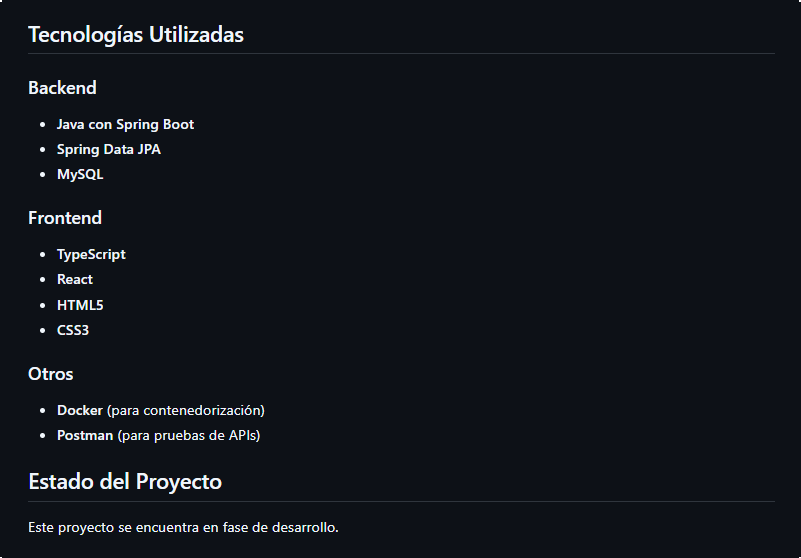 Tecnologías Utilizadas
Backend
Java con Spring Boot
Spring Data JPA
MySQL
Frontend
TypeScript
React
HTML5
CSS3
Otros
Docker (para contenedorización)
Postman (para pruebas de APIs)
Estado del Proyecto
Este proyecto se encuentra en fase de desarrollo.